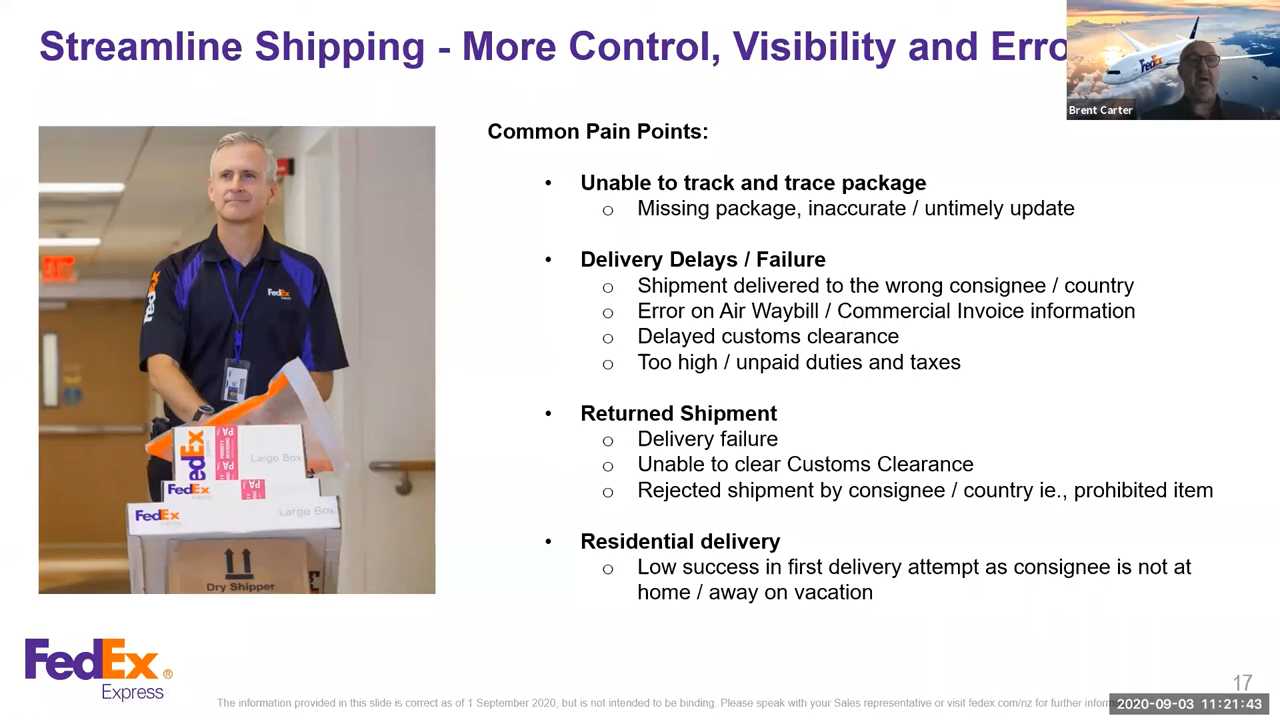 Streamline Shipping - More Control, Visibility and Erro
FedEx
Brent Carter
Common Pain Points:
• Unable to track and trace package
o Missing package, inaccurate / untimely update
• Delivery Delays / Failure
o Shipment delivered to the wrong consignee / country
o Error on Air Waybill / Commercial Invoice information
o Delayed customs clearance
o Too high / unpaid duties and taxes
• Returned Shipment
o Delivery failure
o Unable to clear Customs Clearance
o Rejected shipment by consignee / country ie., prohibited item
• Residential delivery
o Low success in first delivery attempt as consignee is not at
home / away on vacation
FedEx
FedEx
FedEx
Large Box
FedEx
FedEx
Large Box
Dry Shipper
FedEx®
Express
17
The information provided in this slide is correct as of 1 September 2020, but is not intended to be binding. Please speak with your Sales representative or visit fedex.com/nz for further
2020-09-03 11:21:43